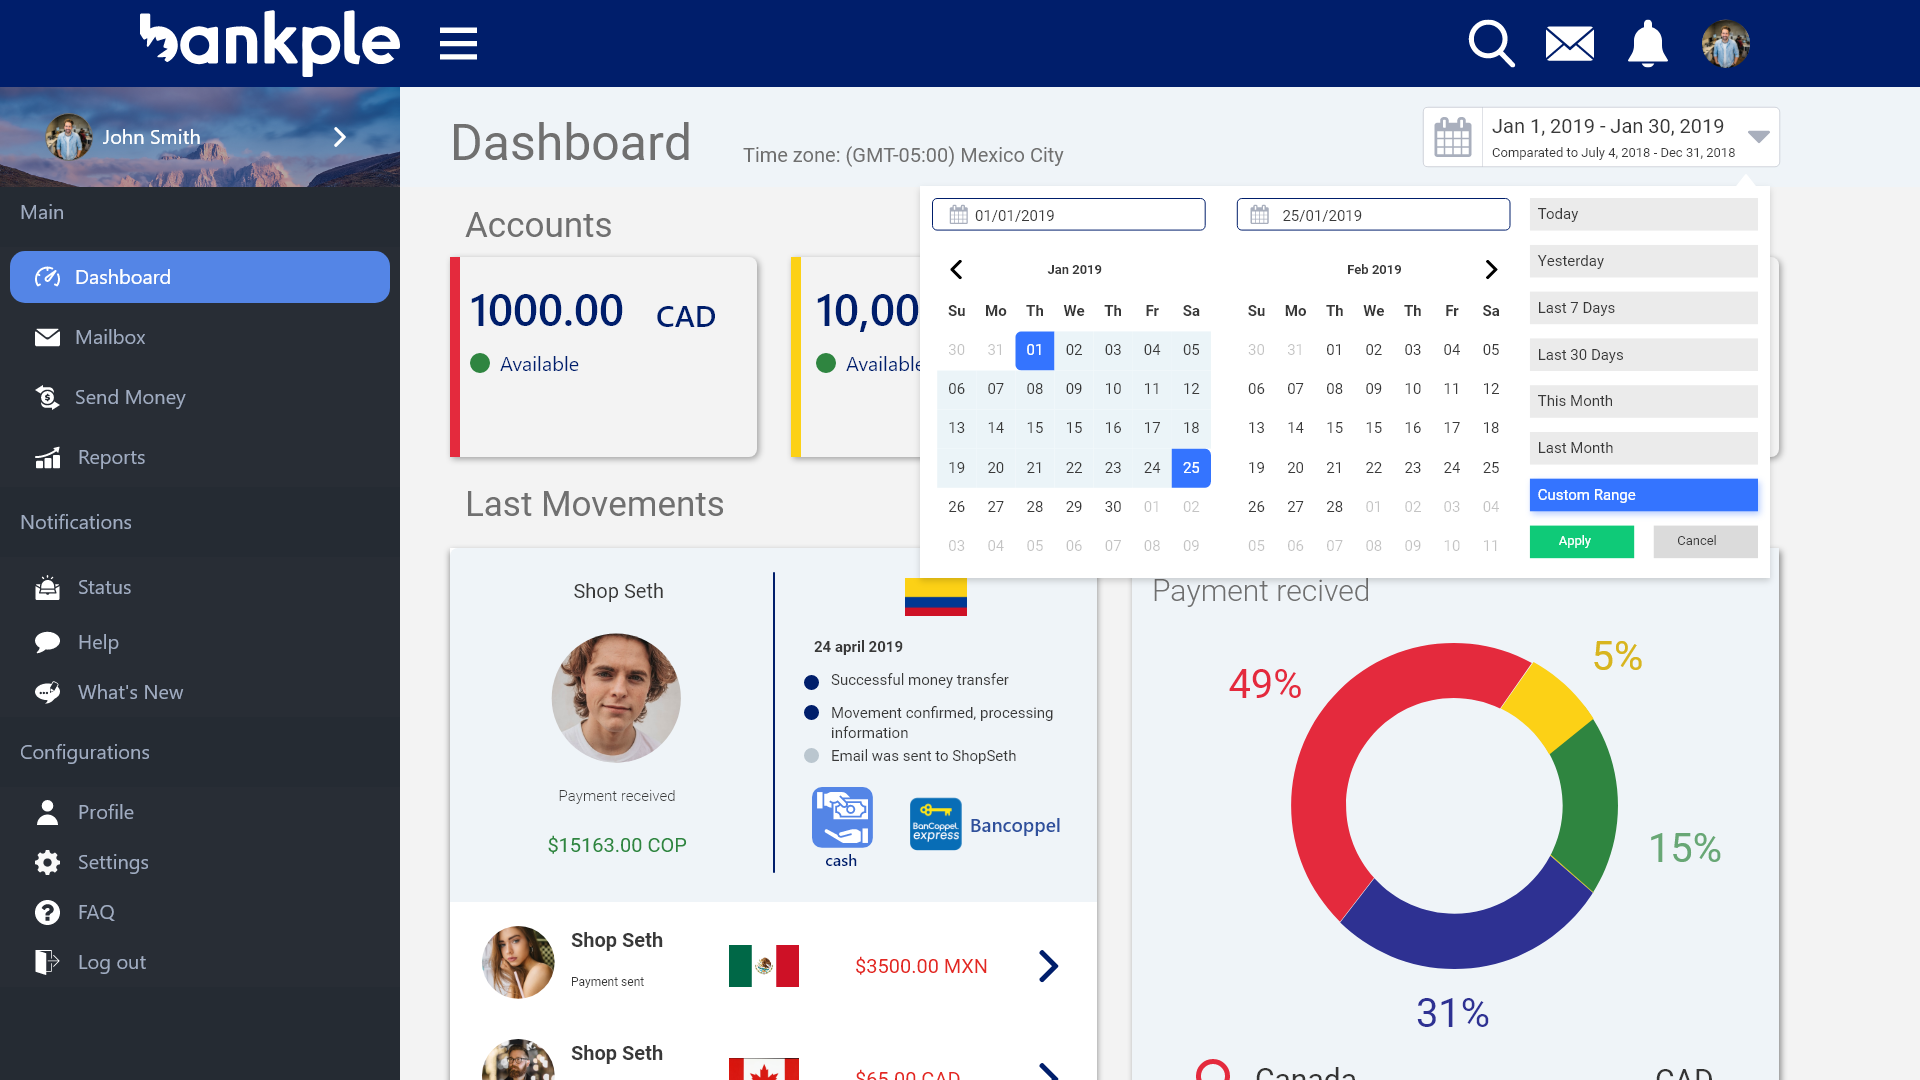 bankple
John Smith
Main
Dashboard
Mailbox
Send Money
Reports
Notifications
Status
Help
What's New
Configurations
Profile
Settings
FAQ
Log out
Dashboard
Time zone: (GMT-05:00) Mexico City
Jan 1, 2019 - Jan 30, 2019
Comparated to July 4, 2018 - Dec 31, 2018
Accounts
1000.00 CAD
Available
10,00
Available
01/01/2019
25/01/2019
Jan 2019
Su Mo Th We Th Fr Sa
30 31 01 02 03 04 05
06 07 08 09 10 11 12
13 14 15 15 16 17 18
19 20 21 22 23 24 25
26 27 28 29 30 01 02
03 04 05 06 07 08 09
Feb 2019
Su Mo Th We Th Fr Sa
30 31 01 02 03 04 05
06 07 08 09 10 11 12
13 14 15 15 16 17 18
19 20 21 22 23 24 25
26 27 28 01 02 03 04
05 06 07 08 09 10 11
Today
Yesterday
Last 7 Days
Last 30 Days
This Month
Last Month
Custom Range
Apply
Cancel
Last Movements
Shop Seth
Payment received
$15163.00 COP
24 april 2019
Successful money transfer
Movement confirmed, processing
information
Email was sent to ShopSeth
cash
BanCoppel
express
Bancoppel
Shop Seth
Payment sent
$3500.00 MXN
Shop Seth
$65.00 CAD
Payment recived
49%
5%
15%
31%
Canada
CAD